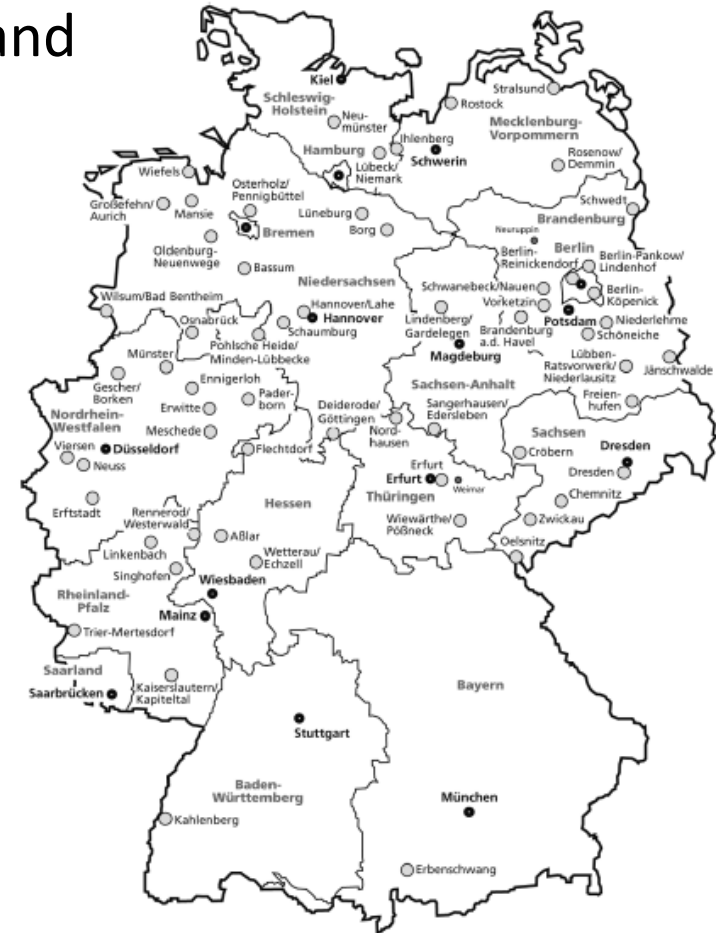 and
Kiel
Schleswig-
Holstein
Neu-
münster
Stralsund
Rostock
Mecklenburg-
Vorpommern
Ihlenberg
Hamburg
Schwerin
Lübeck/
Niemark
Rosenow/
Demmin
Wiefels
Osterholz/
Pennigbüttel
Großefehn/
Aurich
Mansie
Lüneburg
Borg
Bremen
Schwedt
Brandenburg
Neuruppin
Oldenburg-
Neuenwege
Bassum
Berlin
Berlin-
Reinickendorf
Berlin-Pankow/
Lindenhof
Niedersachsen
Schwanebeck/Nauen
Berlin-
Köpenick
Wilsum/Bad Bentheim
Hannover/Lahe
Hannover
Vorketzin
Lindenberg/
Gardelegen
Brandenburg
a.d. Havel
Potsdam
Niederlehme
Schöneiche
Osnabrück
Schaumburg
Pohlsche Heide/
Minden-Lübbecke
Magdeburg
Münster
Lübben-
Ratsvorwerk/
Niederlausitz
Jänschwalde
Gescher/
Borken
Ennigerloh
Pader-
born
Sachsen-Anhalt
Freien-
hufen
Nordrhein-
Westfalen
Erwitte
Deiderode/
Göttingen
Sangerhausen/
Edersleben
Nord-
hausen
Meschede
Sachsen
Viersen
Düsseldorf
Neuss
Flechtdorf
Cröbern
Dresden
Dresden
Erfurt
Erfurt
Weimar
Thüringen
Erftstadt
Hessen
Chemnitz
Rennerod/
Westerwald
Wiewärthe/
Pößneck
Zwickau
Linkenbach
Aßlar
Oelsnitz
Wetterau/
Echzell
Singhofen
Wiesbaden
Rheinland-
Pfalz
Mainz
Trier-Mertesdorf
Saarland
Saarbrücken
Kaiserslautern/
Kapiteltal
Bayern
Stuttgart
Baden-
Württemberg
München
Kahlenberg
Erbenschwang